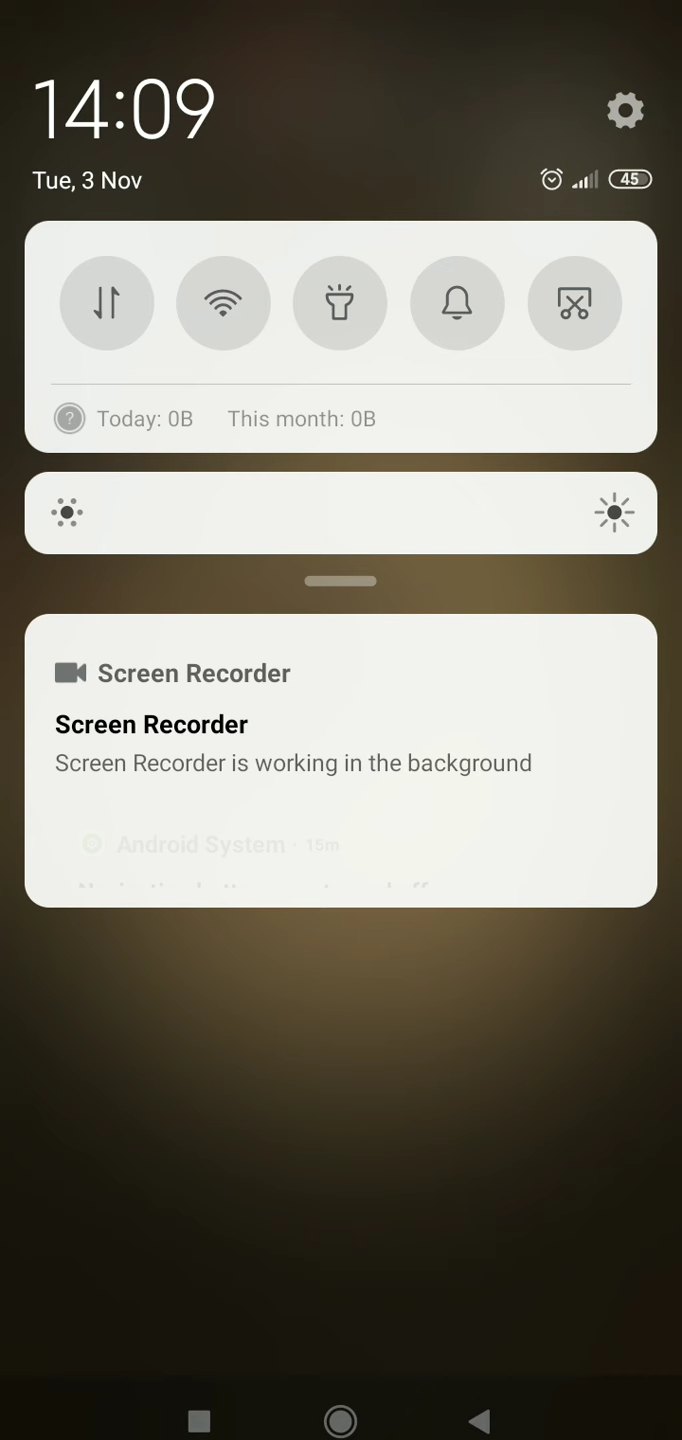 14:09
Tue, 3 Nov
45
Today: 0B This month: 0B
Screen Recorder
Screen Recorder
Screen Recorder is working in the background
Android System · 15m